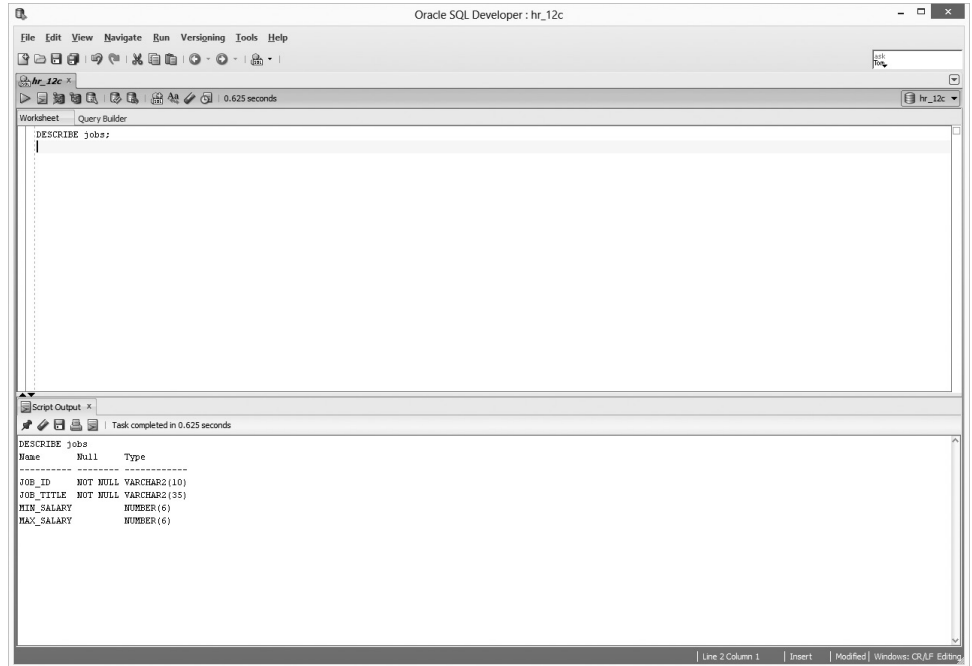 Oracle SQL Developer : hr_12c
File Edit View Navigate Run Versioning Tools Help
ask
Tom
hr_12c
0.625 seconds
hr_12c
Worksheet Query Builder
DESCRIBE jobs;
Script Output x
Task completed in 0.625 seconds
DESCRIBE jobs
Name Null Type
---------- -------- ------------
JOB_ID NOT NULL VARCHAR2(10)
JOB_TITLE NOT NULL VARCHAR2(35)
MIN_SALARY NUMBER(6)
MAX_SALARY NUMBER(6)
Line 2 Column 1 | Insert | Modified | Windows: CR/LF Editing